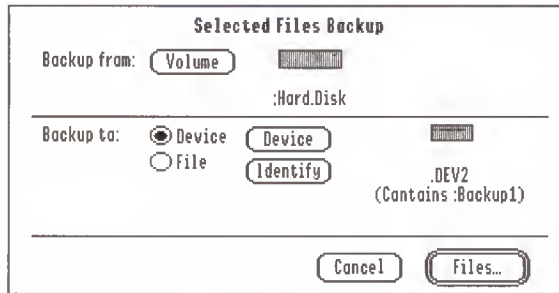 Selected Files Backup
Backup from: Volume
:Hard.Disk
Backup to: Device Device
File Identify
.DEV2
(Contains :Backup1)
Cancel Files...